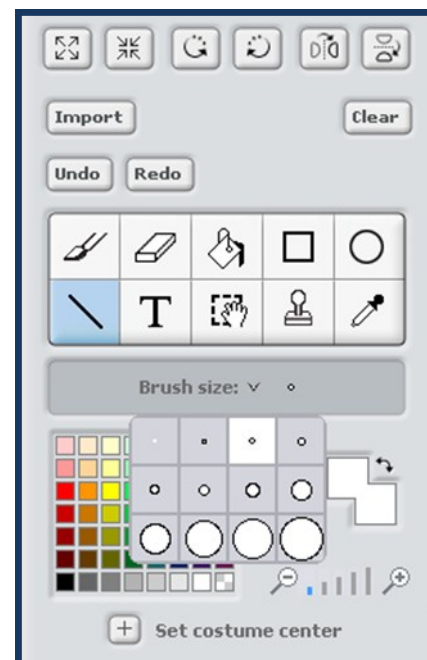 Import Clear
Undo Redo
T
Brush size:
Set costume center